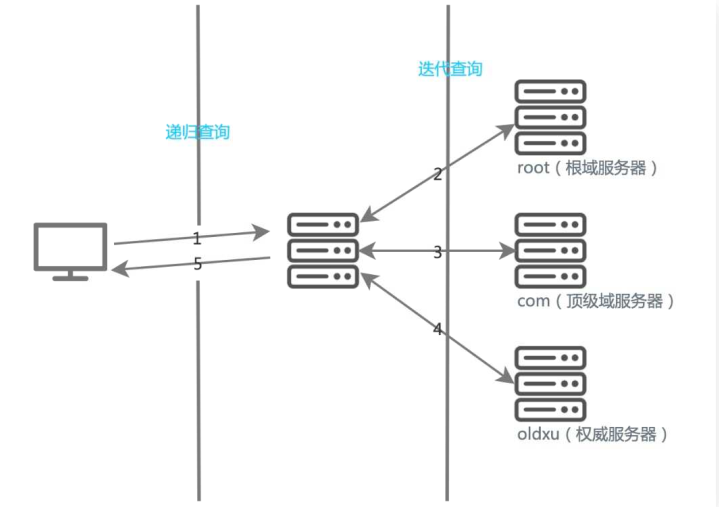 迭代查询
递归查询
2
root（根域服务器）
1
5
3
com（顶级域服务器）
4
oldxu（权威服务器）